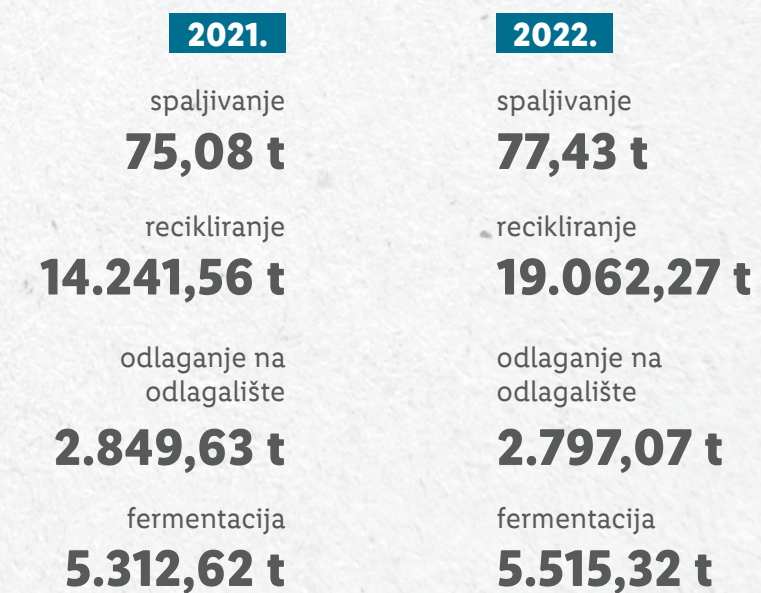 2021.
spaljivanje
75,08 t
recikliranje
14.241,56 t
odlaganje na
odlagalište
2.849,63 t
fermentacija
5.312,62 t
2022.
spaljivanje
77,43 t
recikliranje
19.062,27 t
odlaganje na
odlagalište
2.797,07 t
fermentacija
5.515,32 t